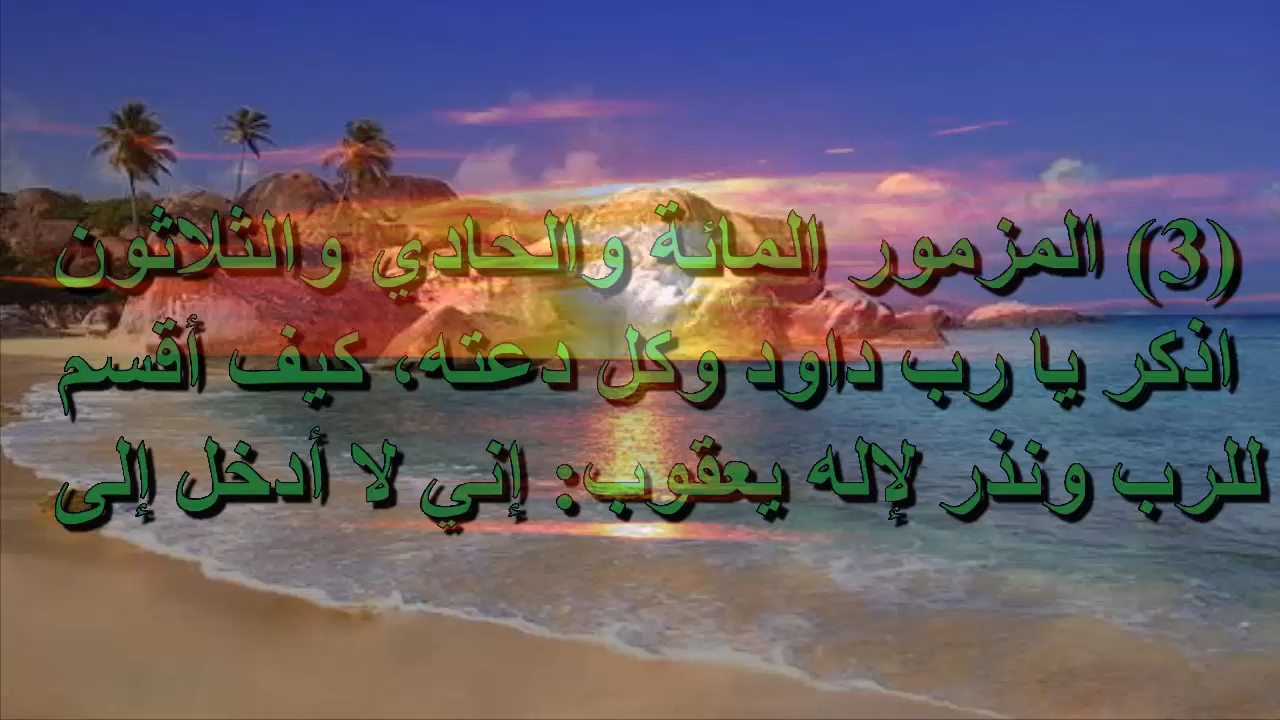 (3) المزمور المائة والحادي والثلاثون
اذكر يا رب داود وكل دعته، كيف أقسم
للرب ونذر لإله يعقوب: إني لا أدخل إلى